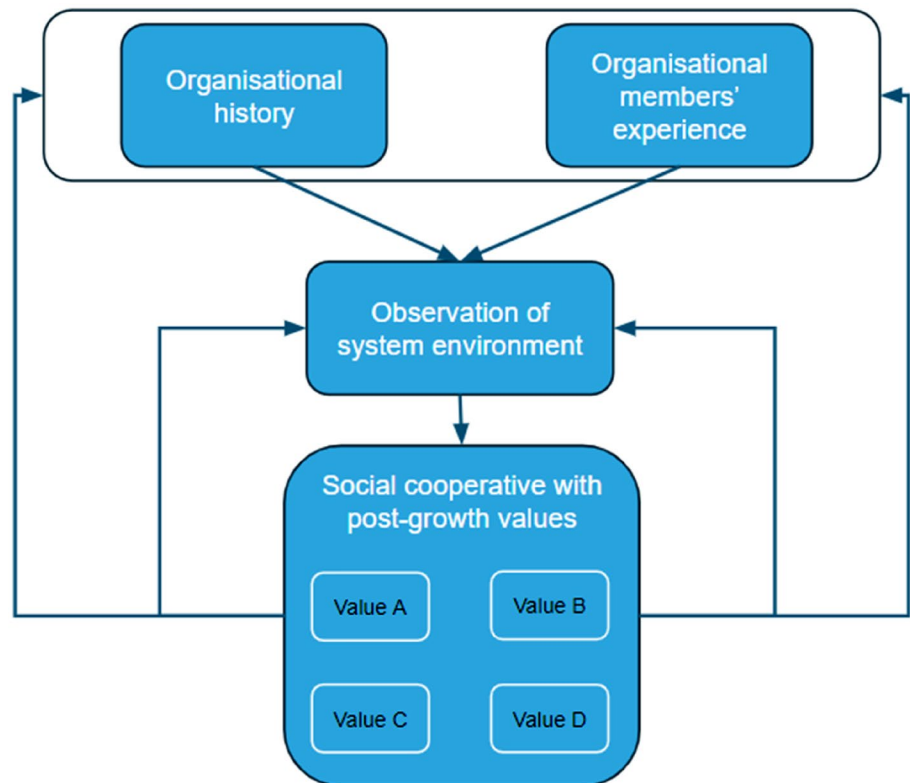 Organisational
history
Organisational
members’
experience
Observation of
system environment
Social cooperative with
post-growth values
Value A
Value B
Value C
Value D